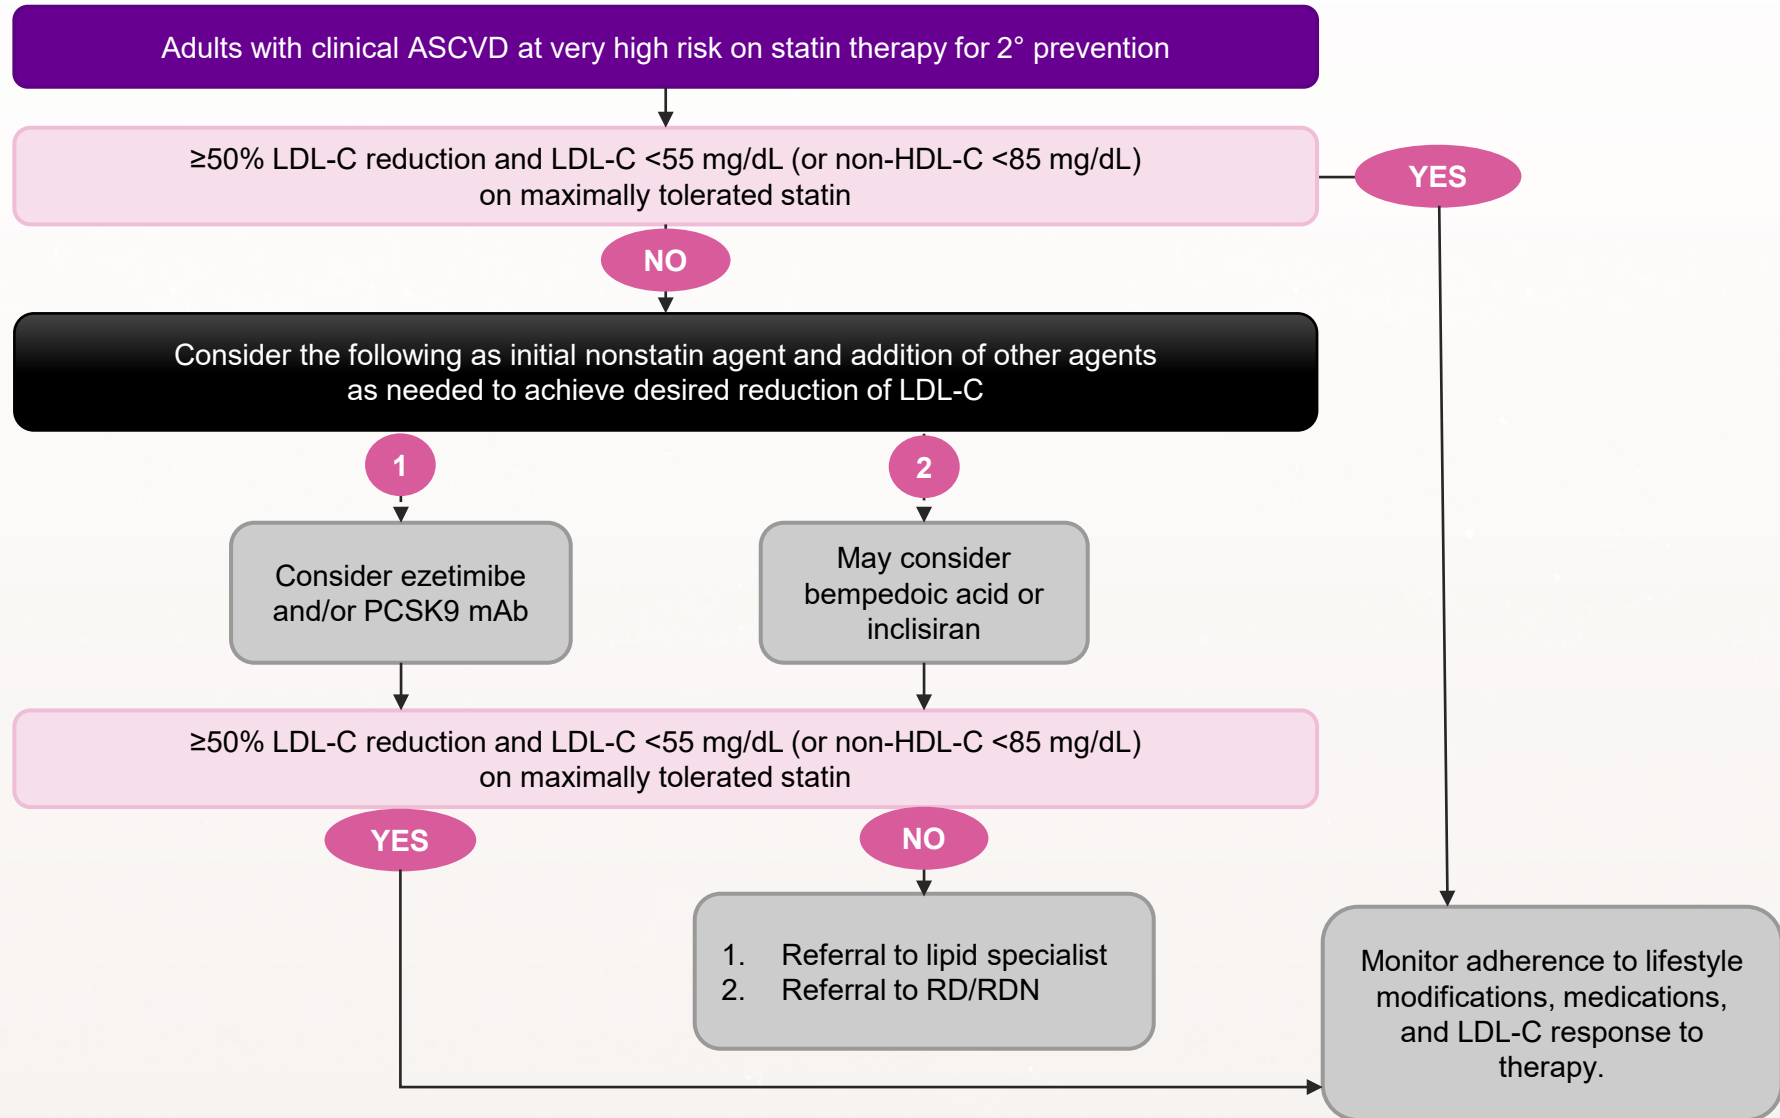 Adults with clinical ASCVD at very high risk on statin therapy for 2° prevention
≥50% LDL-C reduction and LDL-C <55 mg/dL (or non-HDL-C <85 mg/dL)
on maximally tolerated statin
YES
NO
Consider the following as initial nonstatin agent and addition of other agents
as needed to achieve desired reduction of LDL-C
1
2
Consider ezetimibe
and/or PCSK9 mAb
May consider
bempedoic acid or
inclisiran
≥50% LDL-C reduction and LDL-C <55 mg/dL (or non-HDL-C <85 mg/dL)
on maximally tolerated statin
YES
NO
1. Referral to lipid specialist
2. Referral to RD/RDN
Monitor adherence to lifestyle
modifications, medications,
and LDL-C response to
therapy.